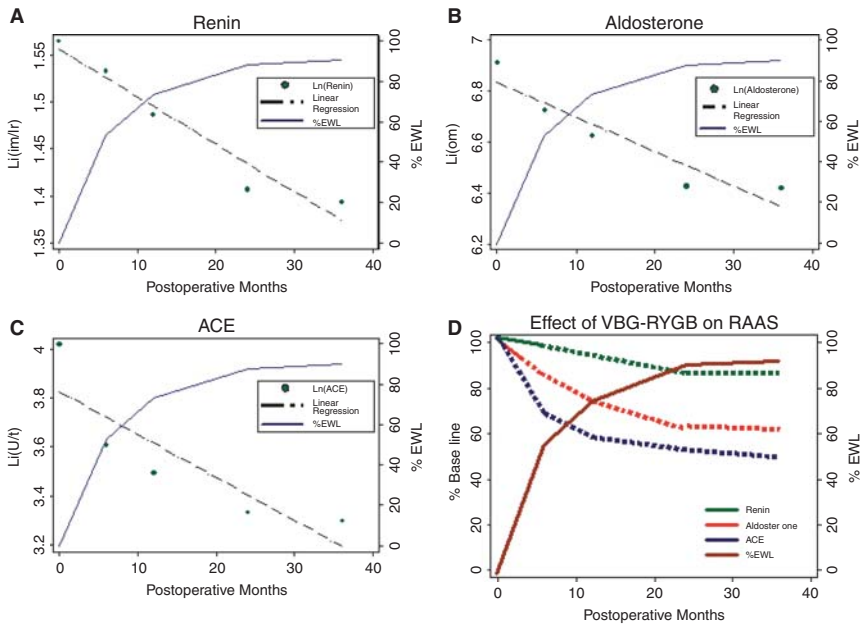 A
Renin
1.55
1.5
1.45
1.4
1.35
Li(im/lr)
100
80
60
40
20
0
% EWL
Ln(Renin)
Linear
Regression
%EWL
0
10
20
30
40
Postoperative Months
B
Aldosterone
7
6.8
6.6
6.4
6.2
Li(om)
100
80
60
40
20
0
% EWL
Ln(Aldosterone)
Linear
Regression
%EWL
0
10
20
30
40
Postoperative Months
C
ACE
4
3.8
3.6
3.4
3.2
Li(U/t)
100
80
60
40
20
0
% EWL
Ln(ACE)
Linear
Regression
%EWL
0
10
20
30
40
Postoperative Months
D
Effect of VBG-RYGB on RAAS
100
80
60
40
20
0
% Base line
100
80
60
40
20
0
% EWL
Renin
Aldoster one
ACE
%EWL
0
10
20
30
40
Postoperative Months